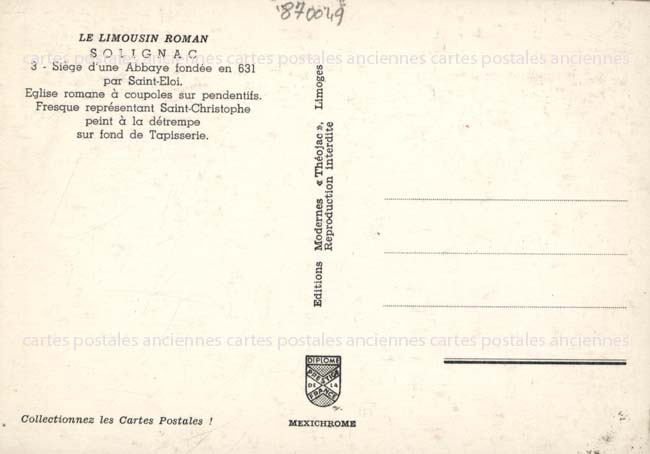 870049
LE LIMOUSIN ROMAN
SOLIGNAC
3 - Siège d'une Abbaye fondée en 631
par Saint-Eloi.
Eglise romane à coupoles sur pendentifs.
Fresque représentant Saint-Christophe
peint à la détrempe
sur fond de Tapisserie.
cartes postales anciennes cartes postales anciennes cartes postales anciennes
Editions Modernes « Théojac », Limoges
Reproduction interdite
cartes postales anciennes cartes postales anciennes cartes postales anciennes
DIPLOME
PRESTIGE
DE LA
FRANCE
Collectionnez les Cartes Postales !
MEXICHROME